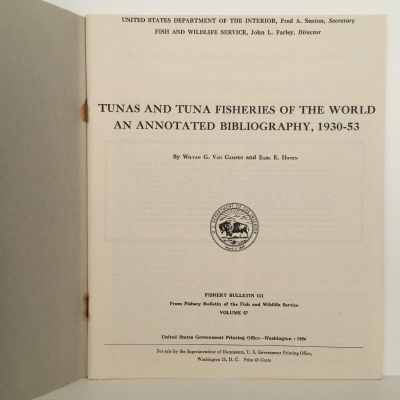 UNITED STATES DEPARTMENT OF THE INTERIOR, Fred A. Seaton, Secretary
FISH AND WILDLIFE SERVICE, John L. Farley, Director
TUNAS AND TUNA FISHERIES OF THE WORLD
AN ANNOTATED BIBLIOGRAPHY, 1930-53
By Wilvan G. Van Campen and Earl E. Hoven
FISHERY BULLETIN 111
From Fishery Bulletin of the Fish and Wildlife Service
VOLUME 57
United States Government Printing Office—Washington : 1956
For sale by the Superintendent of Documents, U. S. Government Printing Office,
Washington 25, D. C. Price 45 Cents